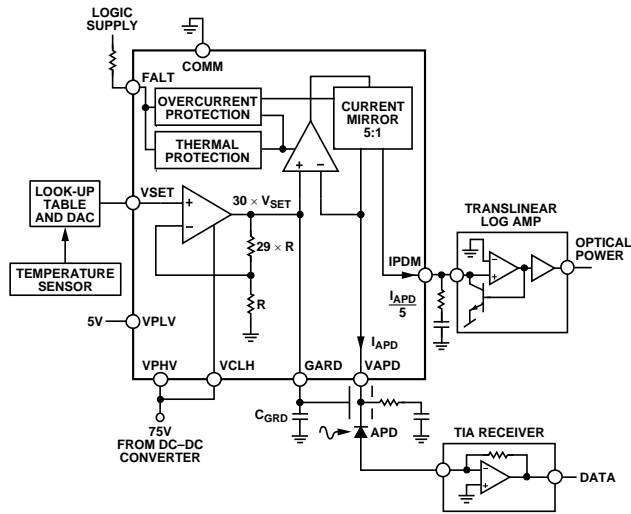 LOGIC
SUPPLY
COMM
FALT
OVERCURRENT
PROTECTION
THERMAL
PROTECTION
CURRENT
MIRROR
5:1
+
−
LOOK-UP
TABLE
AND DAC
VSET
+
−
30 × VSET
29 × R
R
TEMPERATURE
SENSOR
5V
VPLV
IPDM
IAPD
5
TRANSLINEAR
LOG AMP
−
+
OPTICAL
POWER
IAPD
VPHV
VCLH
GARD
VAPD
75V
FROM DC–DC
CONVERTER
CGRD
APD
TIA RECEIVER
−
+
DATA